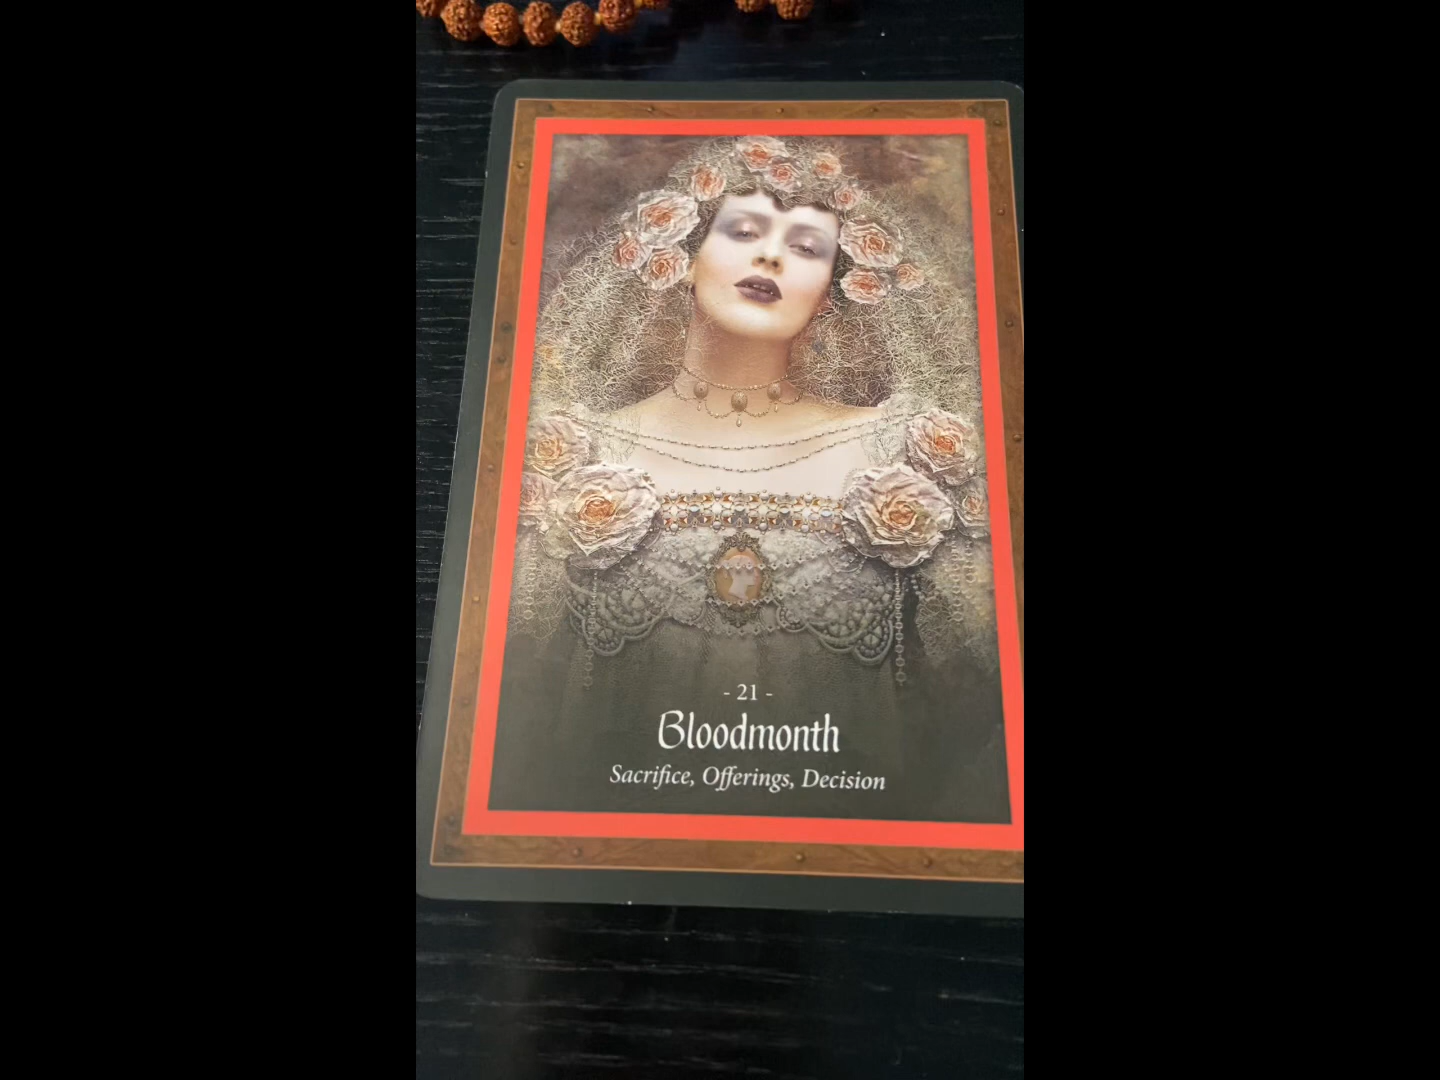 - 21 -
Bloodmonth
Sacrifice, Offerings, Decision